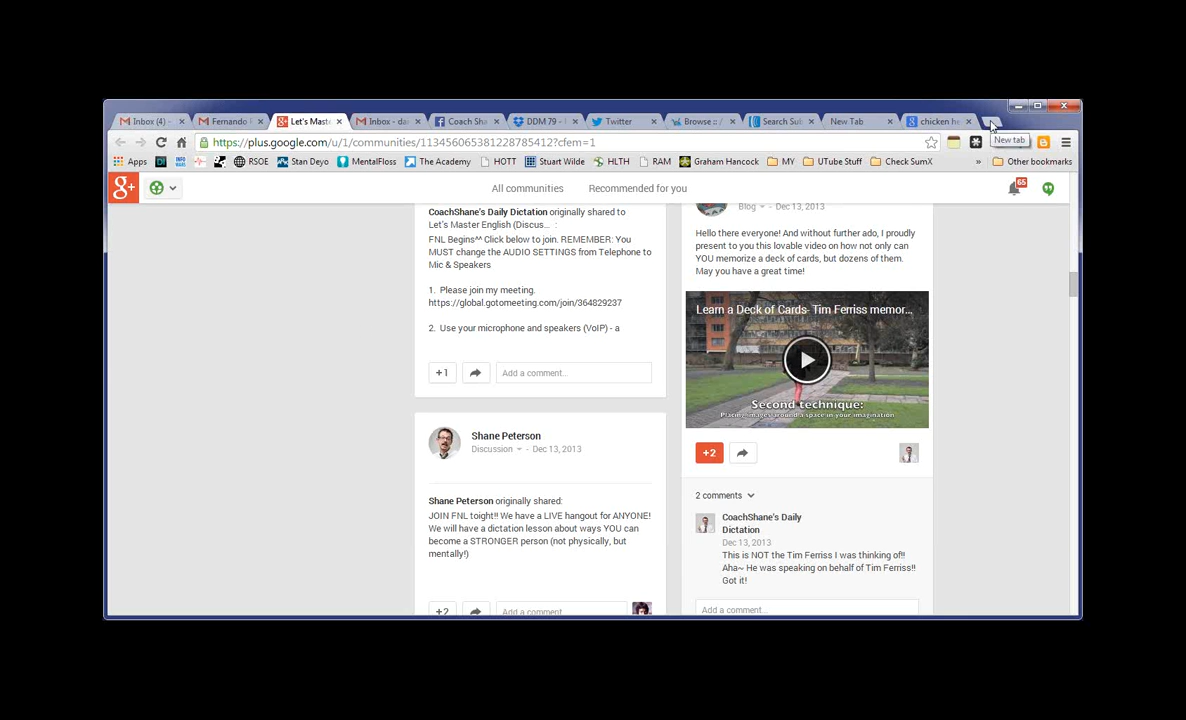 Inbox (4) -
Fernando
Let's Mast
Inbox - da
Coach Sha
DDM 79 -
Twitter
Browse :: /
Search Sub
New Tab
chicken he
https://plus.google.com/u/1/communities/113456065381228785412?cfem=1
New tab
Apps
RSOE
Stan Deyo
MentalFloss
The Academy
HOTT
Stuart Wilde
HLTH
RAM
Graham Hancock
MY
UTube Stuff
Check SumX
»
Other bookmarks
g+
All communities
Recommended for you
65
CoachShane's Daily Dictation originally shared to
Let's Master English (Discus... :
FNL Begins^^ Click below to join. REMEMBER: You
MUST change the AUDIO SETTINGS from Telephone to
Mic & Speakers
1. Please join my meeting.
https://global.gotomeeting.com/join/364829237
2. Use your microphone and speakers (VoIP) - a
+1
Add a comment...
Shane Peterson
Discussion - Dec 13, 2013
Shane Peterson originally shared:
JOIN FNL toight!! We have a LIVE hangout for ANYONE!
We will have a dictation lesson about ways YOU can
become a STRONGER person (not physically, but
mentally!)
+2
Add a comment...
Blog - Dec 13, 2013
Hello there everyone! And without further ado, I proudly
present to you this lovable video on how not only can
YOU memorize a deck of cards, but dozens of them.
May you have a great time!
Learn a Deck of Cards- Tim Ferriss memor...
Second technique:
Placing images around a space in your imagination
+2
2 comments
CoachShane's Daily
Dictation
Dec 13, 2013
This is NOT the Tim Ferriss I was thinking of!!
Aha~ He was speaking on behalf of Tim Ferriss!!
Got it!
Add a comment...